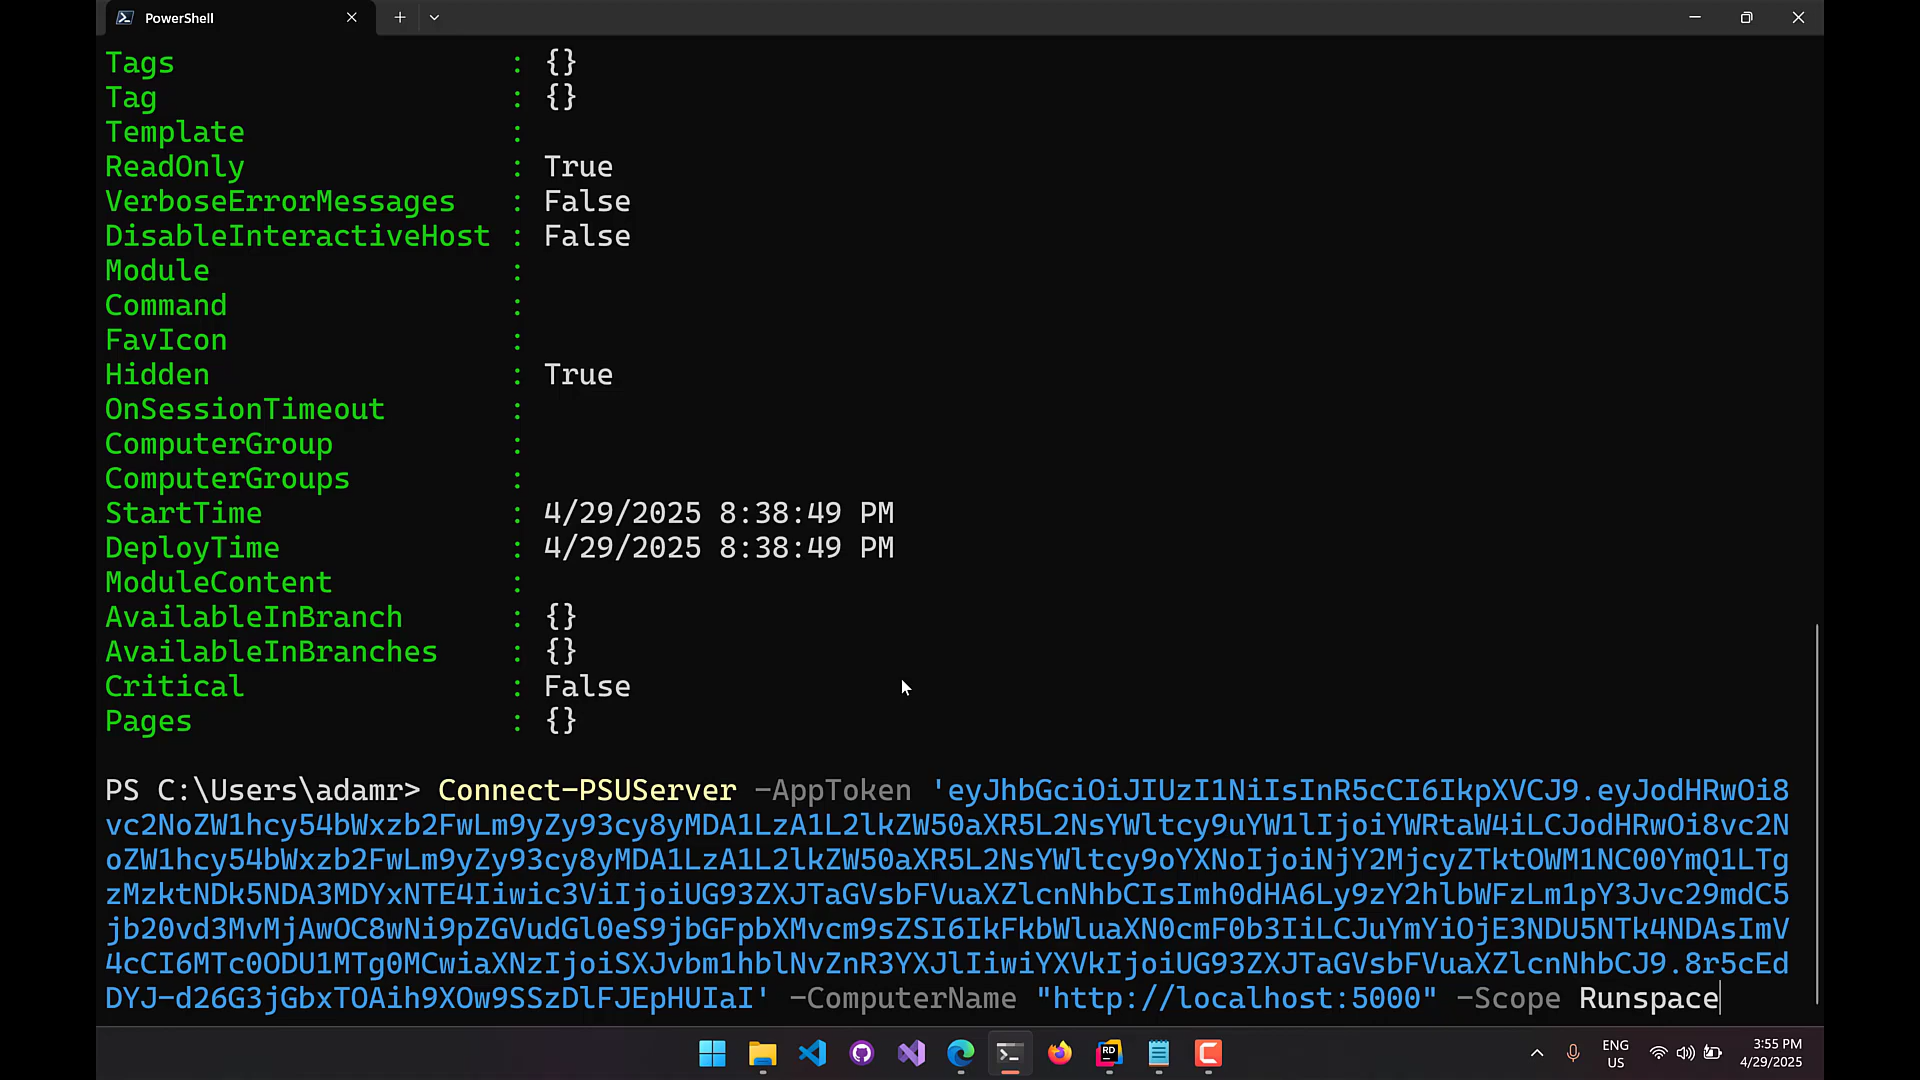 PowerShell
Tags : {}
Tag : {}
Template :
ReadOnly : True
VerboseErrorMessages : False
DisableInteractiveHost : False
Module :
Command :
FavIcon :
Hidden : True
OnSessionTimeout :
ComputerGroup :
ComputerGroups :
StartTime : 4/29/2025 8:38:49 PM
DeployTime : 4/29/2025 8:38:49 PM
ModuleContent :
AvailableInBranch : {}
AvailableInBranches : {}
Critical : False
Pages : {}
PS C:\Users\adamr> Connect-PSUServer -AppToken 'eyJhbGciOiJIUzI1NiIsInR5cCI6IkpXVCJ9.eyJodHRwOi8
vc2NoZW1hcy54bWxzb2FwLm9yZy93cy8yMDA1LzA1L2lkZW50aXR5L2NsYWltcy9uYW1lIjoiYWRtaW4iLCJodHRwOi8vc2N
oZW1hcy54bWxzb2FwLm9yZy93cy8yMDA1LzA1L2lkZW50aXR5L2NsYWltcy9oYXNoIjoiNjY2MjcyZTktOWM1NC00YmQ1LTg
zMzktNDk5NDA3MDYxNTE4Iiwic3ViIjoiUG93ZXJTaGVsbFVuaXZlcnNhbCIsImh0dHA6Ly9zY2hlbWFzLm1pY3Jvc29mdC5
jb20vd3MvMjAwOC8wNi9pZGVudGl0eS9jbGFpbXMvcm9sZSI6IkFkbWluaXN0cmF0b3IiLCJuYmYiOjE3NDU5NTk4NDAsImV
4cCI6MTc0ODU1MTg0MCwiaXNzIjoiSXJvbm1hblNvZnR3YXJlIiwiYXVkIjoiUG93ZXJTaGVsbFVuaXZlcnNhbCJ9.8r5cEd
DYJ-d26G3jGbxTOAih9XOw9SSzDlFJEpHUIaI' -ComputerName "http://localhost:5000" -Scope Runspace
RD
ENG
US
3:55 PM
4/29/2025